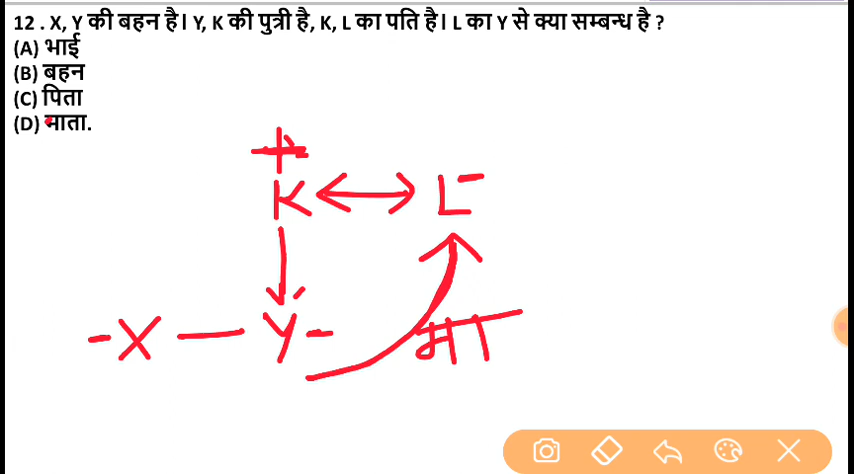 12 . X, Y की बहन है। Y, K की पुत्री है, K, L का पति है। L का Y से क्या सम्बन्ध है ?
(A) भाई
(B) बहन
(C) पिता
(D) माता.
+
K ↔ L -
- X — Y -
माँ